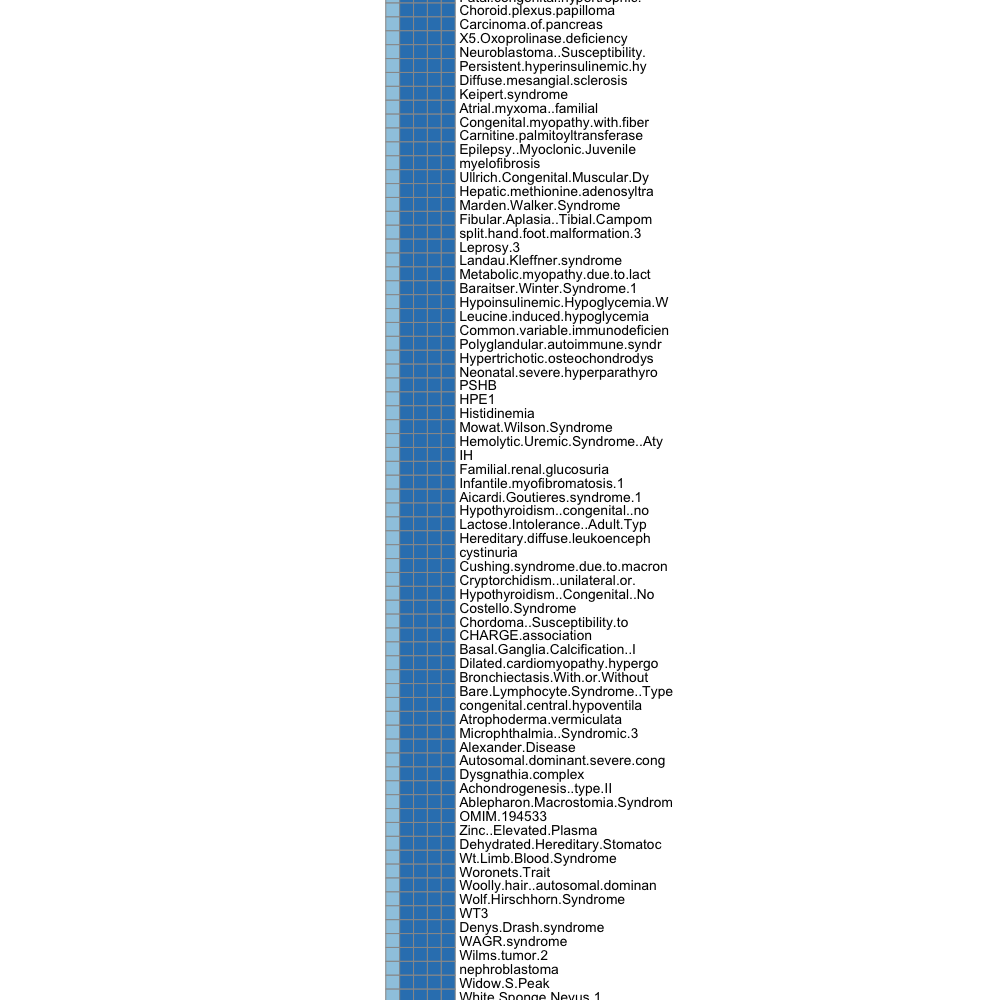 Choroid.plexus.papilloma
Carcinoma.of.pancreas
X5.Oxoprolinase.deficiency
Neuroblastoma..Susceptibility.
Persistent.hyperinsulinemic.hy
Diffuse.mesangial.sclerosis
Keipert.syndrome
Atrial.myxoma..familial
Congenital.myopathy.with.fiber
Carnitine.palmitoyltransferase
Epilepsy..Myoclonic.Juvenile
myelofibrosis
Ullrich.Congenital.Muscular.Dy
Hepatic.methionine.adenosyltra
Marden.Walker.Syndrome
Fibular.Aplasia..Tibial.Campom
split.hand.foot.malformation.3
Leprosy.3
Landau.Kleffner.syndrome
Metabolic.myopathy.due.to.lact
Baraitser.Winter.Syndrome.1
Hypoinsulinemic.Hypoglycemia.W
Leucine.induced.hypoglycemia
Common.variable.immunodeficien
Polyglandular.autoimmune.syndr
Hypertrichotic.osteochondrodys
Neonatal.severe.hyperparathyro
PSHB
HPE1
Histidinemia
Mowat.Wilson.Syndrome
Hemolytic.Uremic.Syndrome..Aty
IH
Familial.renal.glucosuria
Infantile.myofibromatosis.1
Aicardi.Goutieres.syndrome.1
Hypothyroidism..congenital..no
Lactose.Intolerance..Adult.Typ
Hereditary.diffuse.leukoenceph
cystinuria
Cushing.syndrome.due.to.macron
Cryptorchidism..unilateral.or.
Hypothyroidism..Congenital..No
Costello.Syndrome
Chordoma..Susceptibility.to
CHARGE.association
Basal.Ganglia.Calcification..I
Dilated.cardiomyopathy.hypergo
Bronchiectasis.With.or.Without
Bare.Lymphocyte.Syndrome..Type
congenital.central.hypoventila
Atrophoderma.vermiculata
Microphthalmia..Syndromic.3
Alexander.Disease
Autosomal.dominant.severe.cong
Dysgnathia.complex
Achondrogenesis..type.II
Ablepharon.Macrostomia.Syndrom
OMIM.194533
Zinc..Elevated.Plasma
Dehydrated.Hereditary.Stomatoc
Wt.Limb.Blood.Syndrome
Woronets.Trait
Woolly.hair..autosomal.dominan
Wolf.Hirschhorn.Syndrome
WT3
Denys.Drash.syndrome
WAGR.syndrome
Wilms.tumor.2
nephroblastoma
Widow.S.Peak
White.Sponge.Nevus.1